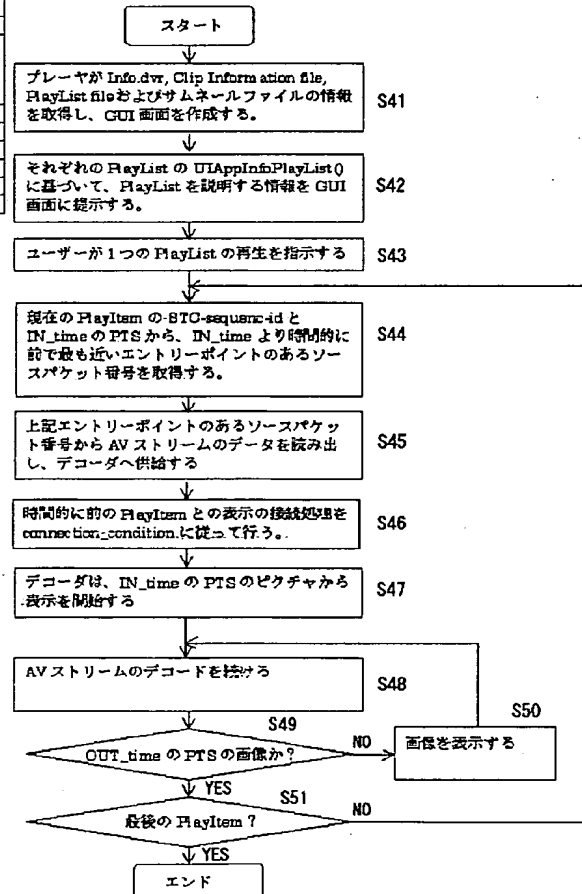 スタート
プレーヤが Info.dvr, Clip Information file,
PlayList file およびサムネールファイルの情報
を取得し、GUI 画面を作成する。
S41
それぞれの PlayList の UIAppInfoPlayList()
に基づいて、PlayList を説明する情報を GUI
画面に提示する。
S42
ユーザーが1つの PlayList の再生を指示する
S43
現在の PlayItem の STC-sequenc-id と
IN_time の PTS から、IN_time より時間的に
前で最も近いエントリーポイントのあるソー
スパケット番号を取得する。
S44
上記エントリーポイントのあるソースパケッ
ト番号から AV ストリームのデータを読み出
し、デコーダへ供給する
S45
時間的に前の PlayItem との表示の接続処理を
connection_condition に従って行う。
S46
デコーダは、IN_time の PTS のピクチャから
表示を開始する
S47
AV ストリームのデコードを続ける
S48
S49
OUT_time の PTS の画像か?
NO
S50
画像を表示する
YES
S51
最後の PlayItem ?
NO
YES
エンド